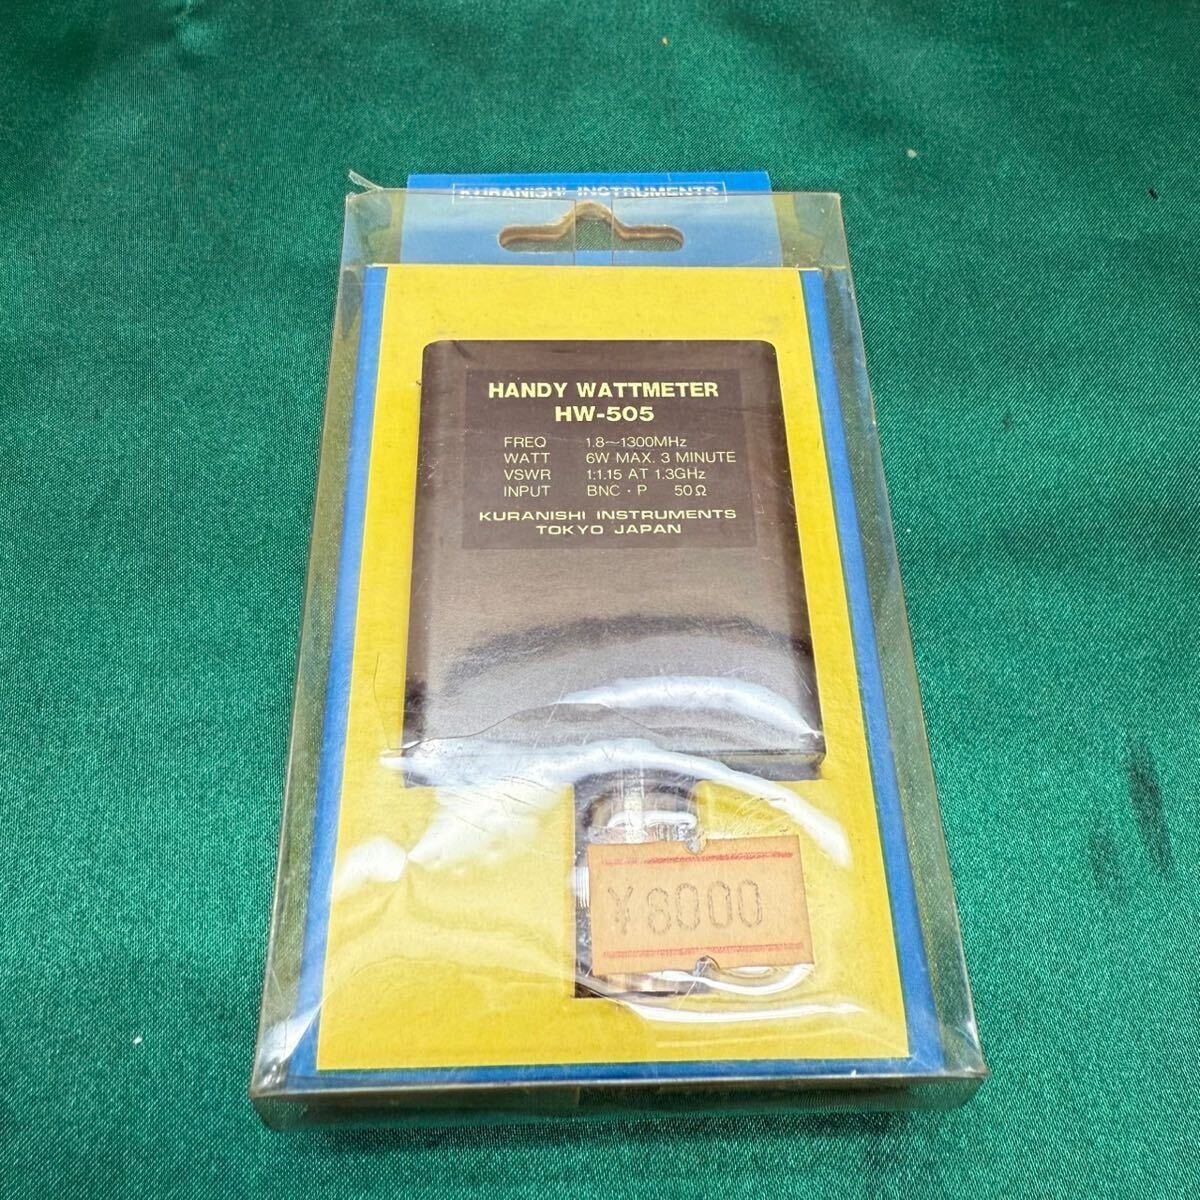 KURANISHI INSTRUMENTS
HANDY WATTMETER
HW-505
FREQ 1.8~1300MHz
WATT 6W MAX. 3 MINUTE
VSWR 1:1.15 AT 1.3GHz
INPUT BNC・P 50Ω
KURANISHI INSTRUMENTS
TOKYO JAPAN
¥8000